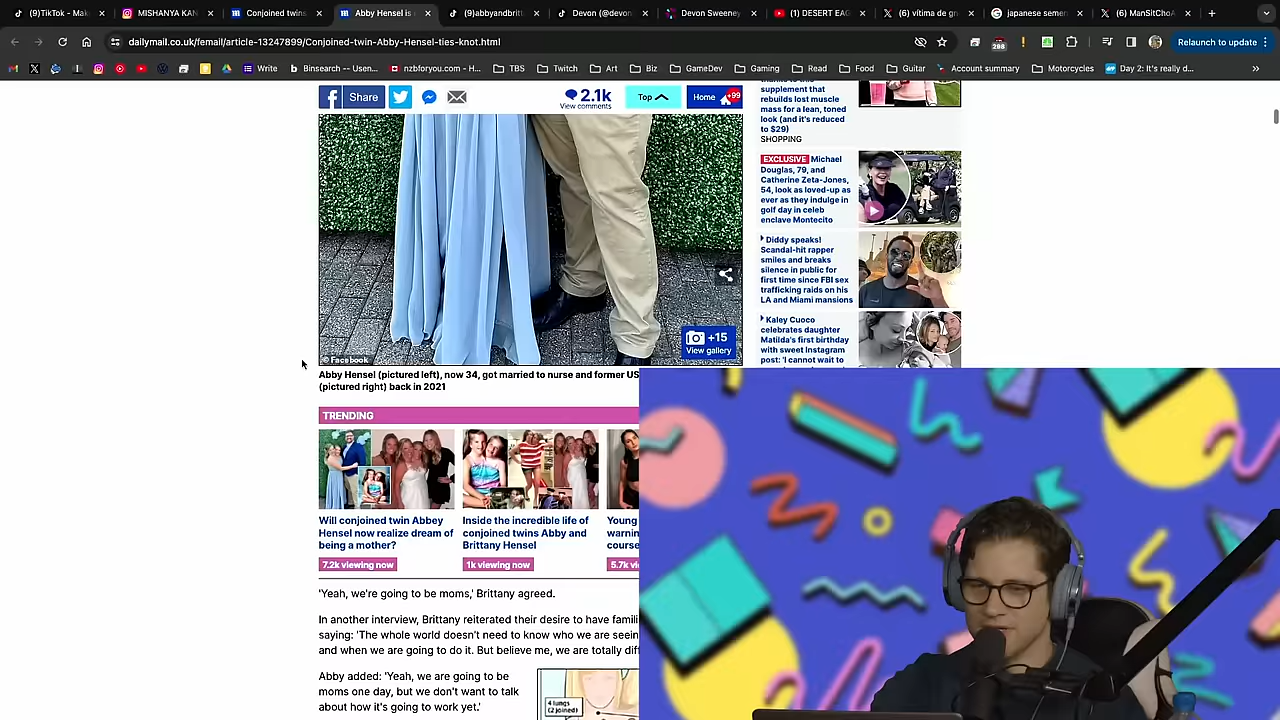 (9)TikTok - Mak
MISHANYA KAN
Conjoined twins
Abby Hensel is
(9)abbyandbritt
Devon (@devon
Devon Sweeney
(1) DESERT EAG
(6) vítima de gr
japanese semen
(6) ManSitChoA
dailymail.co.uk/femail/article-13247899/Conjoined-twin-Abby-Hensel-ties-knot.html
298
Relaunch to update
Write
Binsearch -- Usen...
nzbforyou.com - H...
TBS
Twitch
Art
Biz
GameDev
Gaming
Read
Food
Guitar
Account summary
Motorcycles
Day 2: It's really d...
Share
2.1k
View comments
Top
Home
+99
supplement that
rebuilds lost muscle
mass for a lean, toned
look (and it's reduced
to $29)
SHOPPING
EXCLUSIVE Michael
Douglas, 79, and
Catherine Zeta-Jones,
54, look as loved-up as
ever as they indulge in
golf day in celeb
enclave Montecito
Diddy speaks!
Scandal-hit rapper
smiles and breaks
silence in public for
first time since FBI sex
trafficking raids on his
LA and Miami mansions
Kaley Cuoco
celebrates daughter
Matilda's first birthday
with sweet Instagram
post: 'I cannot wait to
+15
View gallery
© Facebook
Abby Hensel (pictured left), now 34, got married to nurse and former US
(pictured right) back in 2021
TRENDING
Will conjoined twin Abbey
Hensel now realize dream of
being a mother?
7.2k viewing now
Inside the incredible life of
conjoined twins Abby and
Brittany Hensel
1k viewing now
Young
warnin
course
5.7k vi
'Yeah, we're going to be moms,' Brittany agreed.
In another interview, Brittany reiterated their desire to have famili
saying: 'The whole world doesn't need to know who we are seein
and when we are going to do it. But believe me, we are totally dif
Abby added: 'Yeah, we are going to be
moms one day, but we don't want to talk
about how it's going to work yet.'
4 lungs
(2 joined)